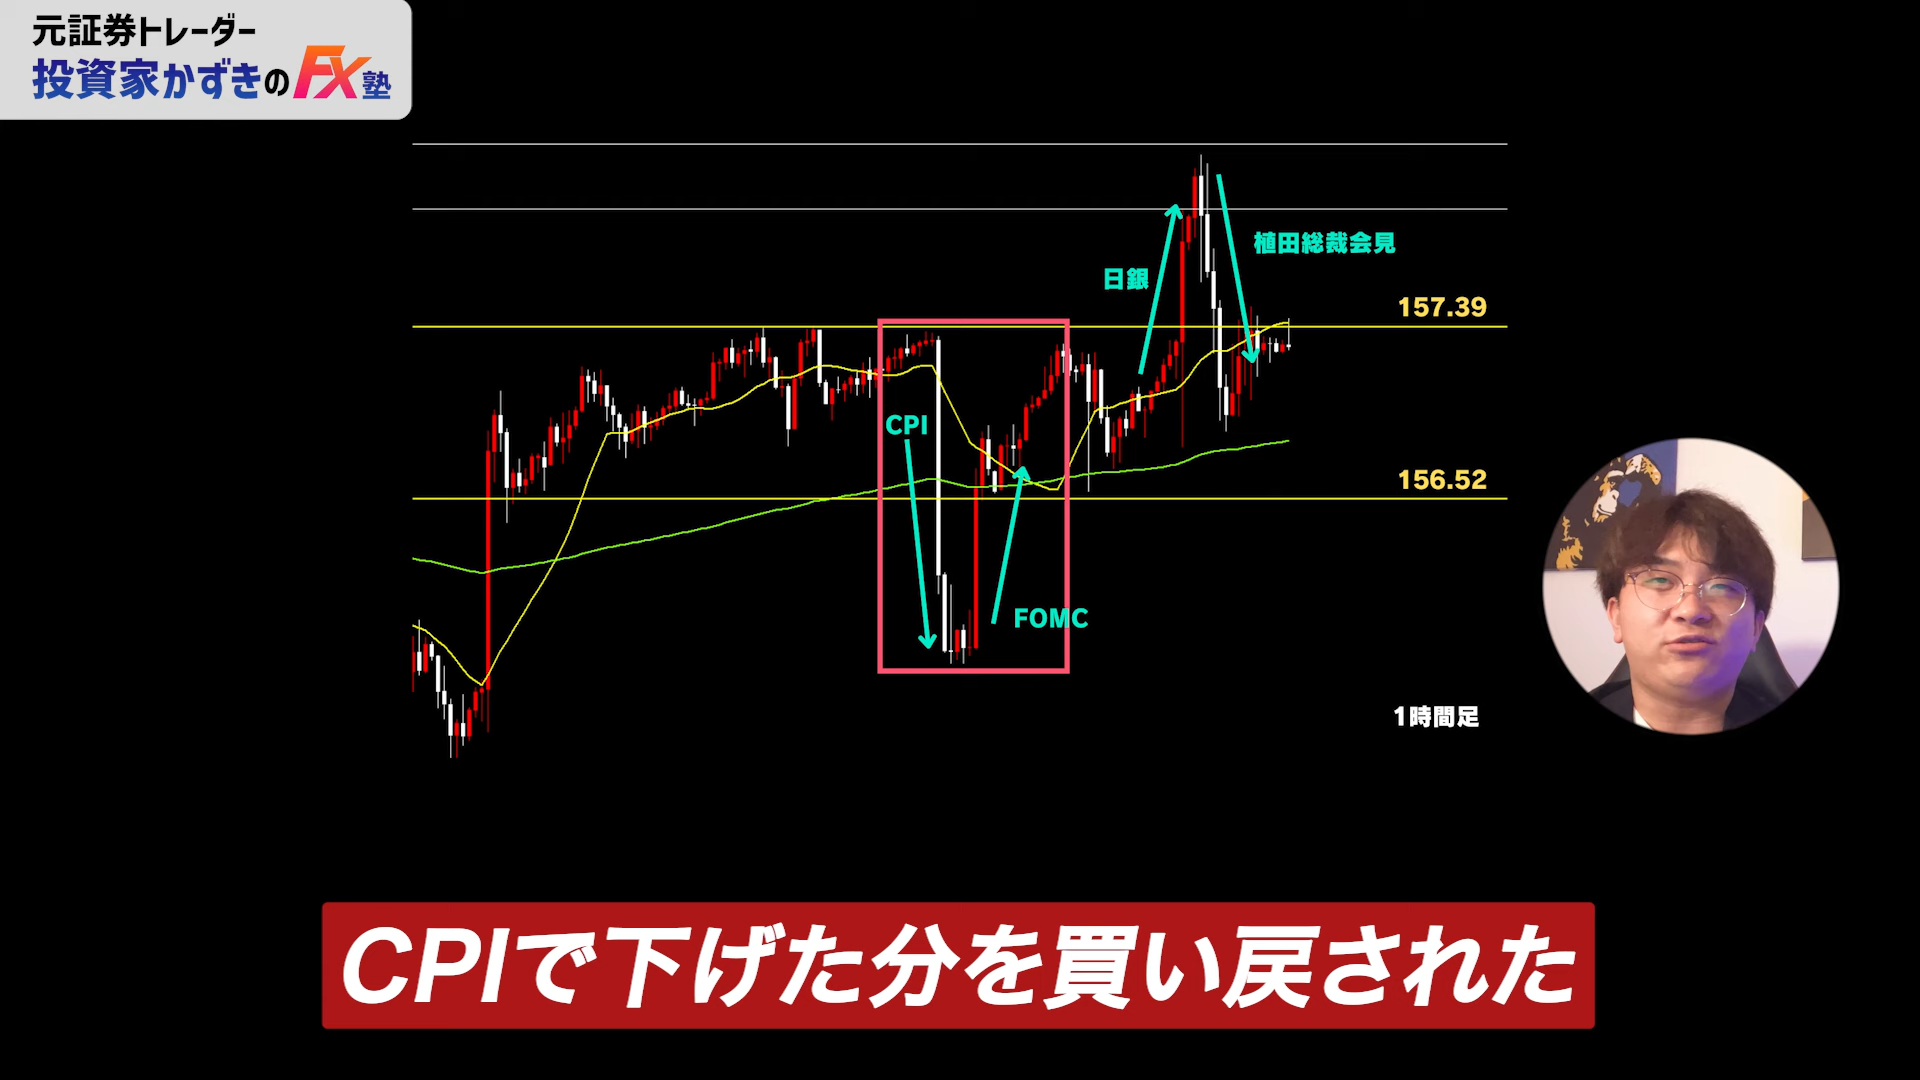 元証券トレーダー
投資家かずきのFX塾
植田総裁会見
日銀
157.39
CPI
156.52
FOMC
1時間足
CPIで下げた分を買い戻された